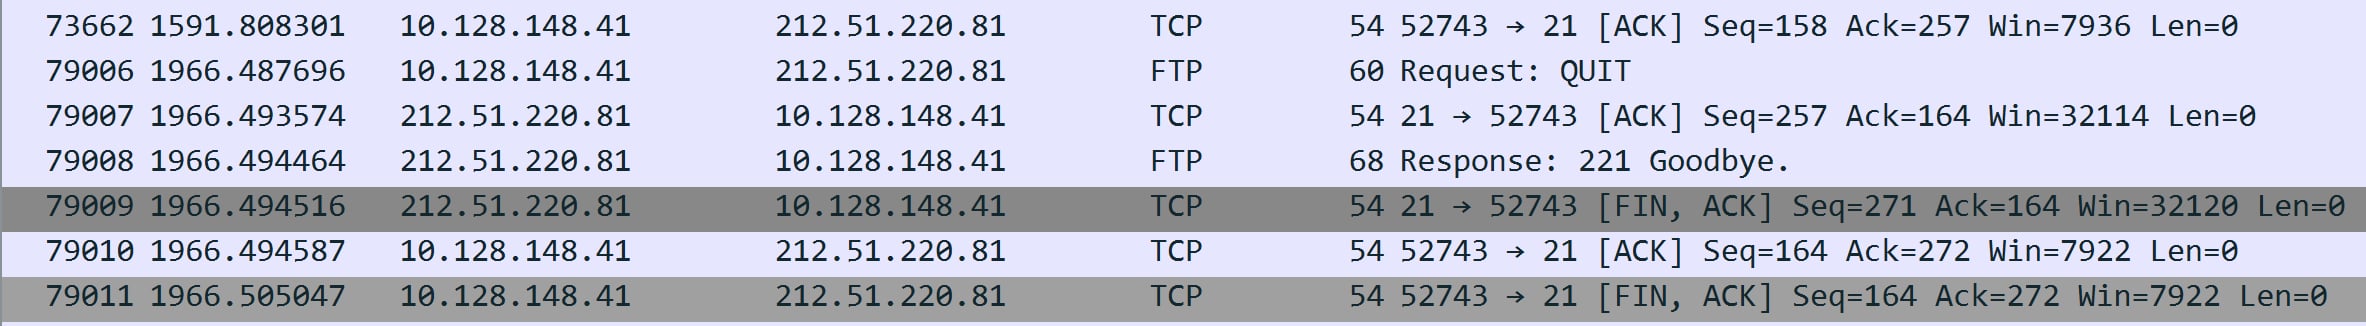 73662 1591.808301 10.128.148.41 212.51.220.81 TCP 54 52743 → 21 [ACK] Seq=158 Ack=257 Win=7936 Len=0
79006 1966.487696 10.128.148.41 212.51.220.81 FTP 60 Request: QUIT
79007 1966.493574 212.51.220.81 10.128.148.41 TCP 54 21 → 52743 [ACK] Seq=257 Ack=164 Win=32114 Len=0
79008 1966.494464 212.51.220.81 10.128.148.41 FTP 68 Response: 221 Goodbye.
79009 1966.494516 212.51.220.81 10.128.148.41 TCP 54 21 → 52743 [FIN, ACK] Seq=271 Ack=164 Win=32120 Len=0
79010 1966.494587 10.128.148.41 212.51.220.81 TCP 54 52743 → 21 [ACK] Seq=164 Ack=272 Win=7922 Len=0
79011 1966.505047 10.128.148.41 212.51.220.81 TCP 54 52743 → 21 [FIN, ACK] Seq=164 Ack=272 Win=7922 Len=0